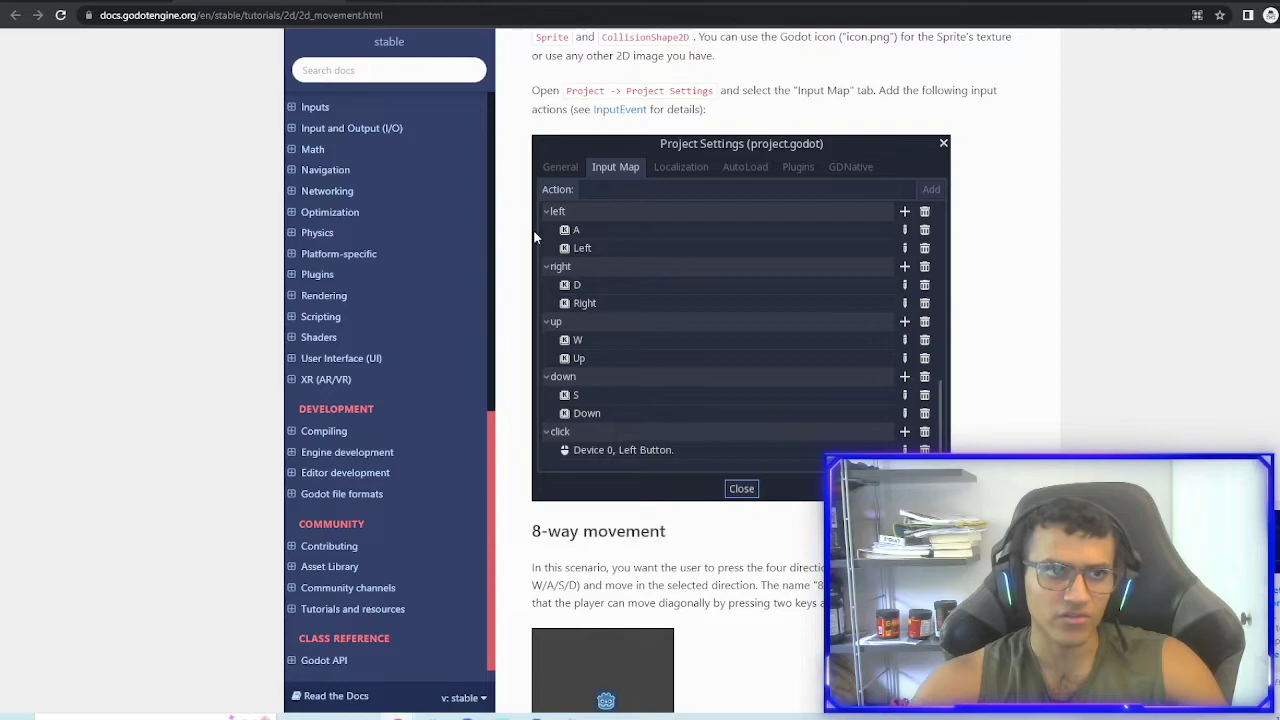 docs.godotengine.org/en/stable/tutorials/2d/2d_movement.html
stable
Search docs
Inputs
Input and Output (I/O)
Math
Navigation
Networking
Optimization
Physics
Platform-specific
Plugins
Rendering
Scripting
Shaders
User Interface (UI)
XR (AR/VR)
DEVELOPMENT
Compiling
Engine development
Editor development
Godot file formats
COMMUNITY
Contributing
Asset Library
Community channels
Tutorials and resources
CLASS REFERENCE
Godot API
Read the Docs v: stable
Sprite and CollisionShape2D . You can use the Godot icon ("icon.png") for the Sprite's texture
or use any other 2D image you have.
Open Project -> Project Settings and select the "Input Map" tab. Add the following input
actions (see InputEvent for details):
Project Settings (project.godot)
General Input Map Localization AutoLoad Plugins GDNative
Action: Add
left
A
Left
right
D
Right
up
W
Up
down
S
Down
click
Device 0, Left Button.
Close
8-way movement
In this scenario, you want the user to press the four directi
W/A/S/D) and move in the selected direction. The name "8
that the player can move diagonally by pressing two keys a